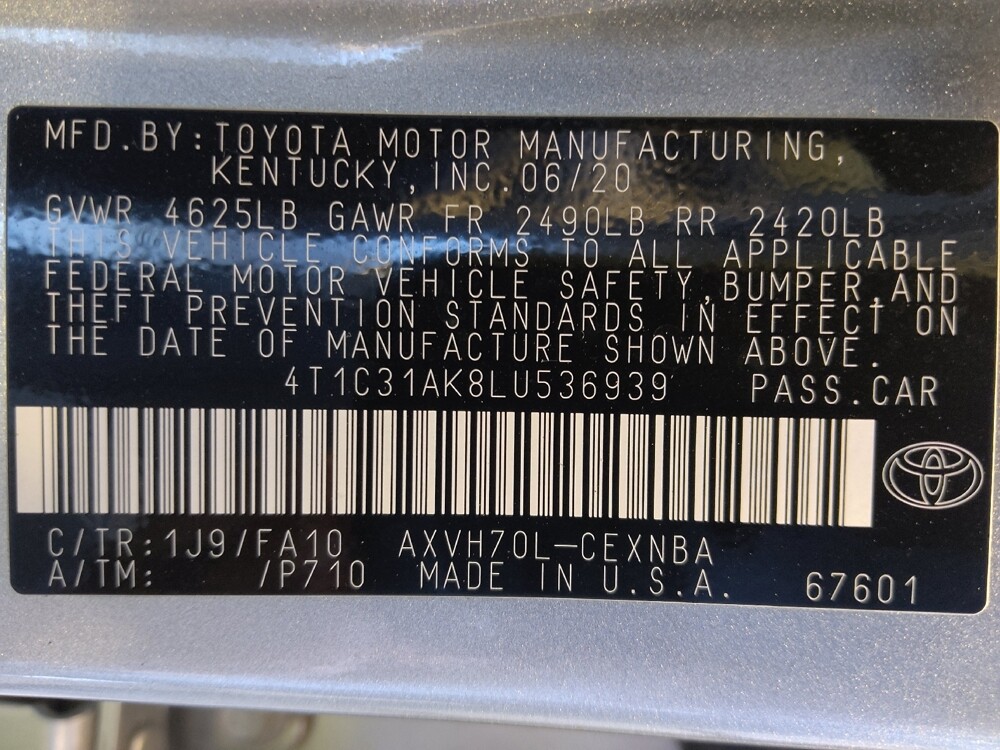 MFD.BY:TOYOTA MOTOR MANUFACTURING,
KENTUCKY,INC.06/20
GVWR 4625LB GAWR FR 2490LB RR 2420LB
THIS VEHICLE CONFORMS TO ALL APPLICABLE
FEDERAL MOTOR VEHICLE SAFETY,BUMPER,AND
THEFT PREVENTION STANDARDS IN EFFECT ON
THE DATE OF MANUFACTURE SHOWN ABOVE.
4T1C31AK8LU536939 PASS.CAR
C/TR:1J9/FA10 AXVH70L-CEXNBA
A/TM: /P710 MADE IN U.S.A. 67601